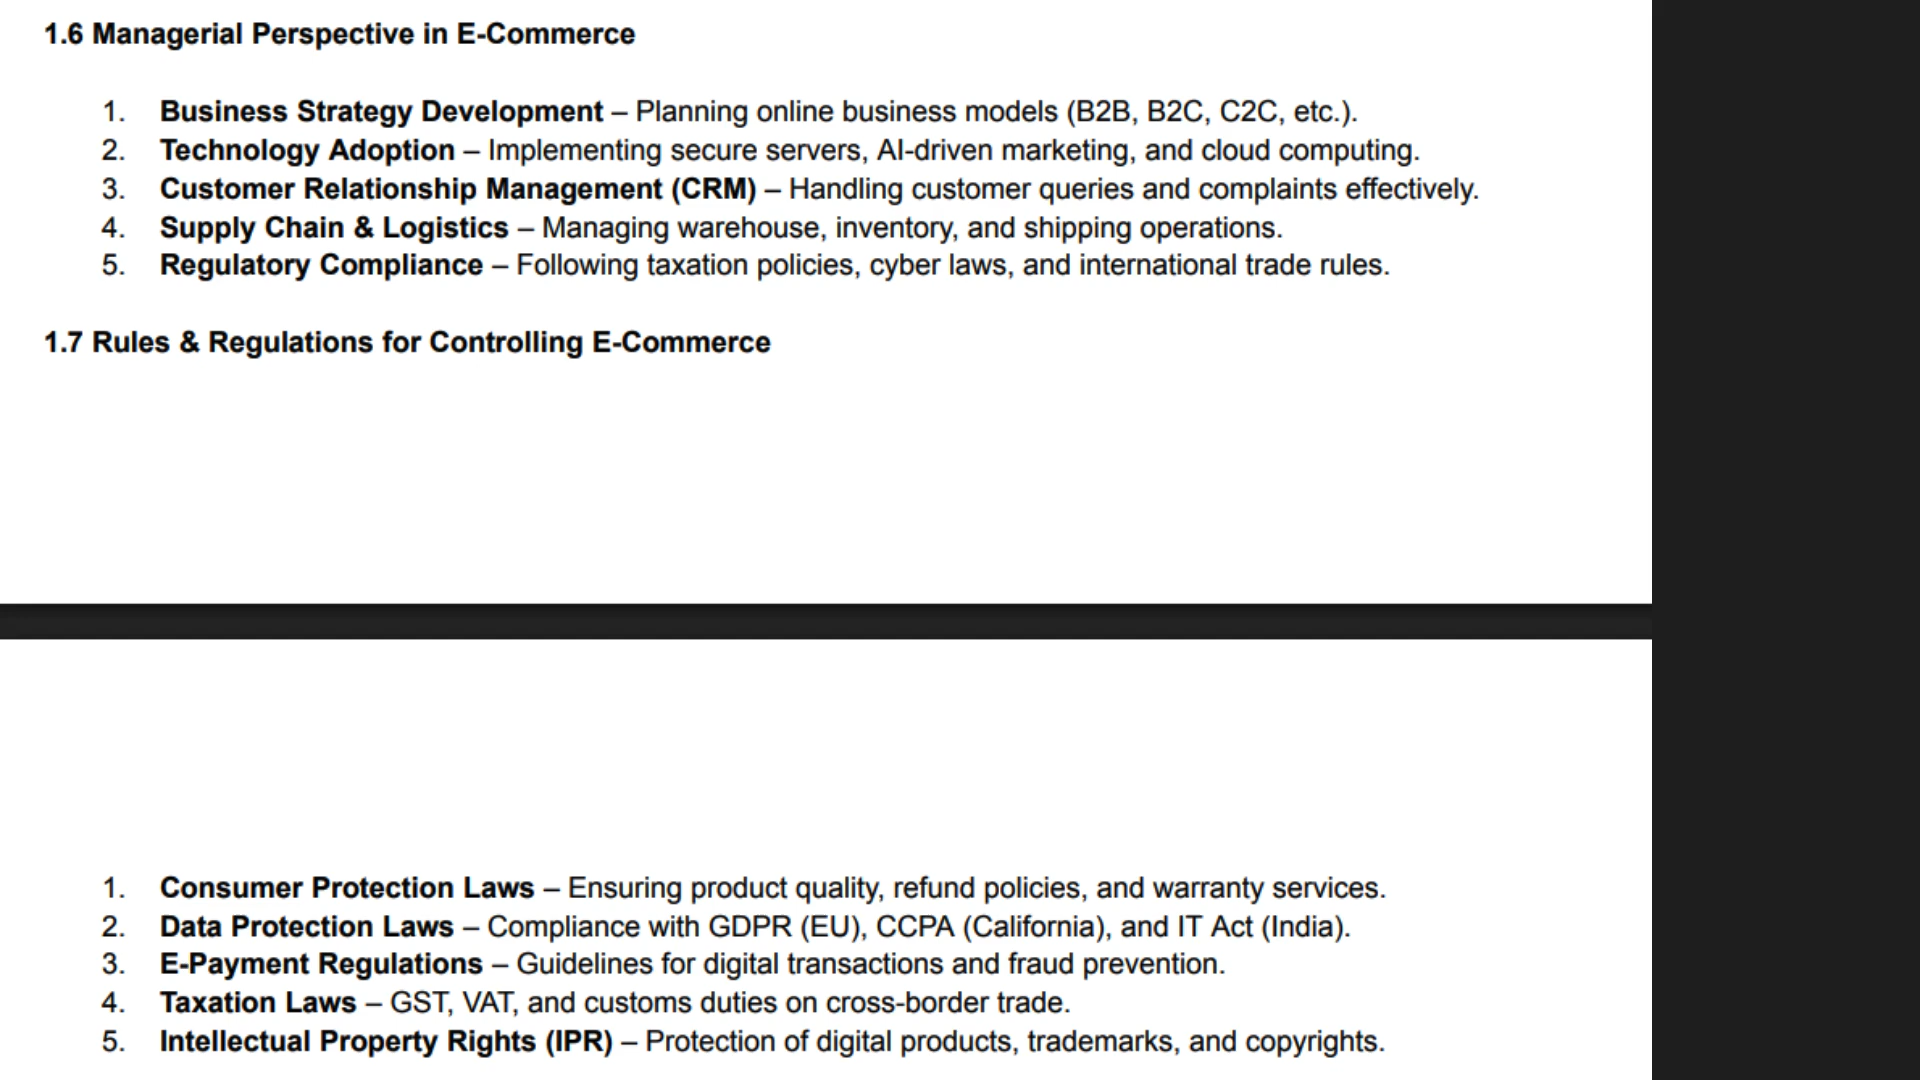 1.6 Managerial Perspective in E-Commerce
1. Business Strategy Development – Planning online business models (B2B, B2C, C2C, etc.).
2. Technology Adoption – Implementing secure servers, AI-driven marketing, and cloud computing.
3. Customer Relationship Management (CRM) – Handling customer queries and complaints effectively.
4. Supply Chain & Logistics – Managing warehouse, inventory, and shipping operations.
5. Regulatory Compliance – Following taxation policies, cyber laws, and international trade rules.
1.7 Rules & Regulations for Controlling E-Commerce
1. Consumer Protection Laws – Ensuring product quality, refund policies, and warranty services.
2. Data Protection Laws – Compliance with GDPR (EU), CCPA (California), and IT Act (India).
3. E-Payment Regulations – Guidelines for digital transactions and fraud prevention.
4. Taxation Laws – GST, VAT, and customs duties on cross-border trade.
5. Intellectual Property Rights (IPR) – Protection of digital products, trademarks, and copyrights.